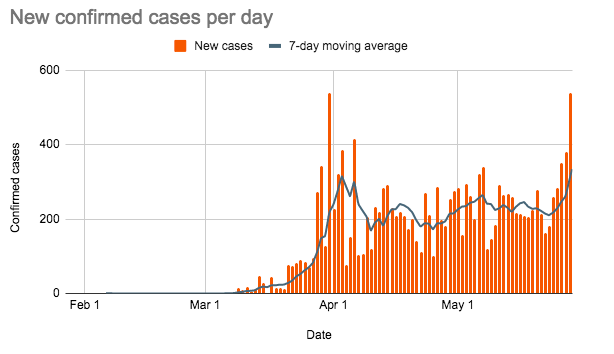 New confirmed cases per day
New cases 7-day moving average
600
400
200
0
Confirmed cases
Feb 1 Mar 1 Apr 1 May 1
Date